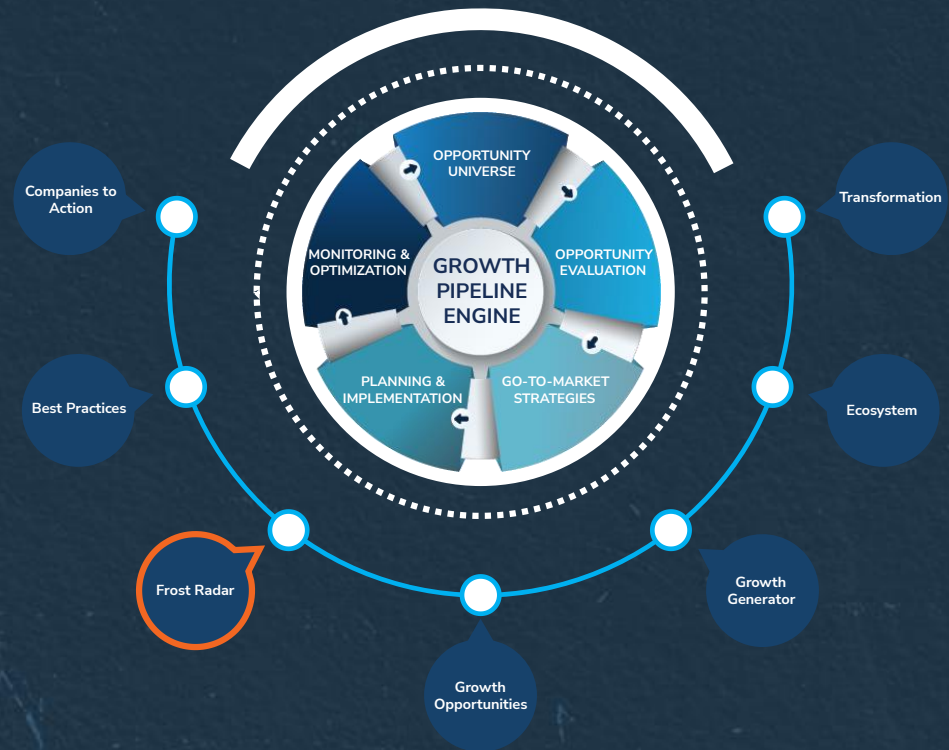 OPPORTUNITY
UNIVERSE
Companies to
Action
Transformation
MONITORING &
OPTIMIZATION
GROWTH
PIPELINE
ENGINE
OPPORTUNITY
EVALUATION
PLANNING &
IMPLEMENTATION
GO-TO-MARKET
STRATEGIES
Best Practices
Ecosystem
Frost Radar
Growth
Generator
Growth
Opportunities